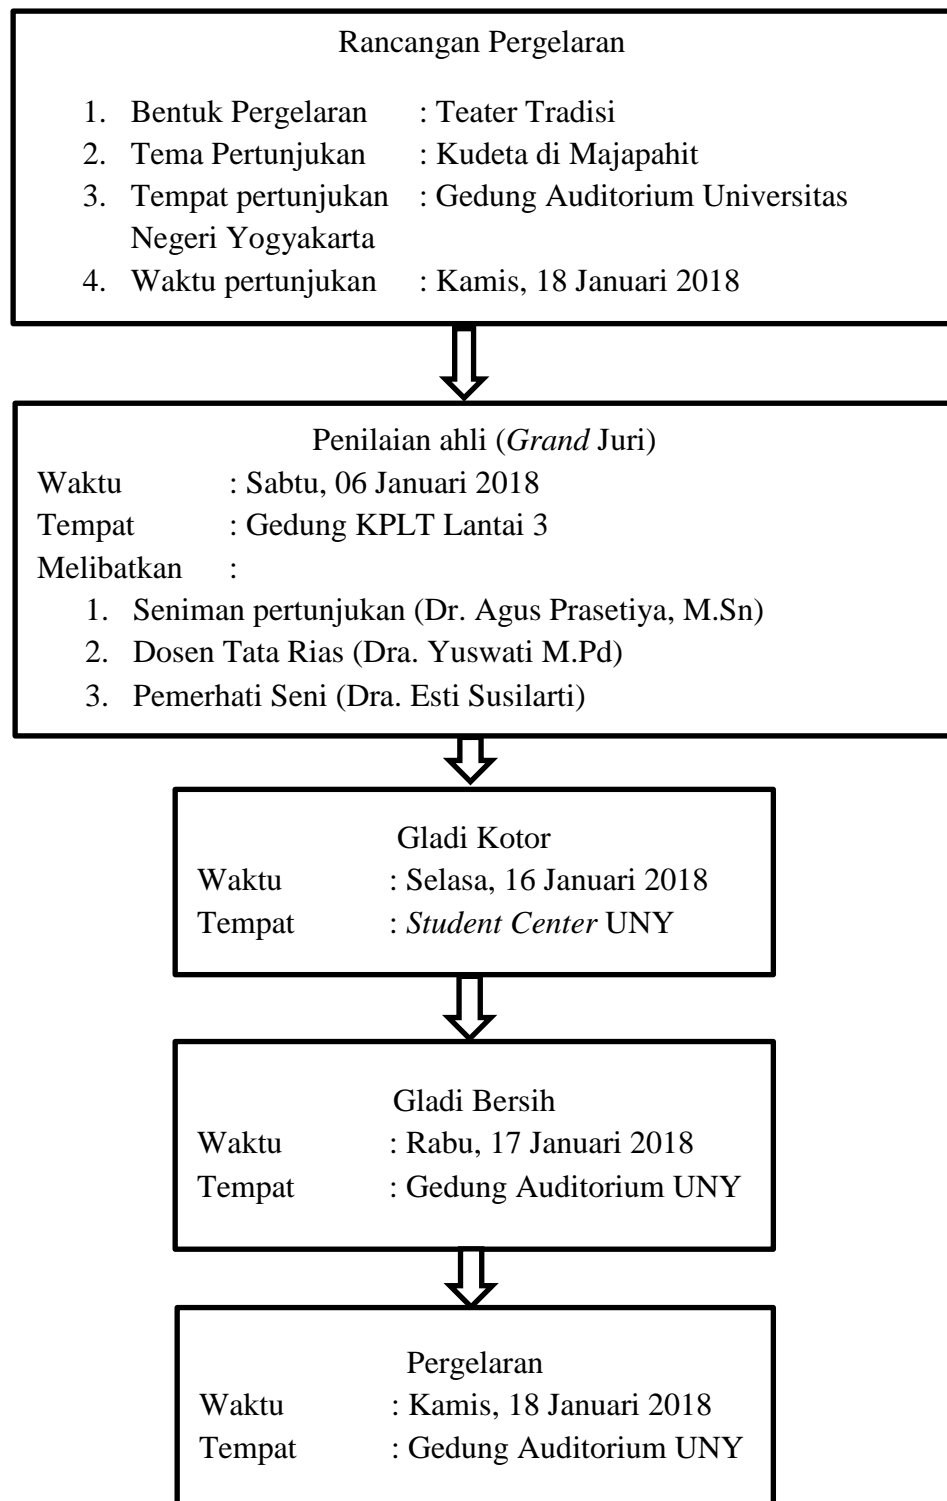 Rancangan Pergelaran
1. Bentuk Pergelaran : Teater Tradisi
2. Tema Pertunjukan : Kudeta di Majapahit
3. Tempat pertunjukan : Gedung Auditorium Universitas
Negeri Yogyakarta
4. Waktu pertunjukan : Kamis, 18 Januari 2018
Penilaian ahli (Grand Juri)
Waktu : Sabtu, 06 Januari 2018
Tempat : Gedung KPLT Lantai 3
Melibatkan :
1. Seniman pertunjukan (Dr. Agus Prasetiya, M.Sn)
2. Dosen Tata Rias (Dra. Yuswati M.Pd)
3. Pemerhati Seni (Dra. Esti Susilarti)
Gladi Kotor
Waktu : Selasa, 16 Januari 2018
Tempat : Student Center UNY
Gladi Bersih
Waktu : Rabu, 17 Januari 2018
Tempat : Gedung Auditorium UNY
Pergelaran
Waktu : Kamis, 18 Januari 2018
Tempat : Gedung Auditorium UNY